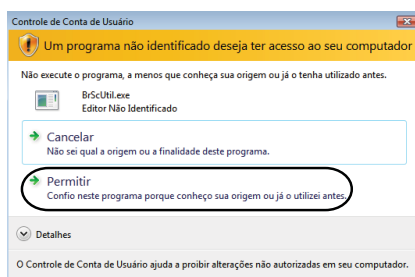 Controle de Conta de Usuário
Um programa não identificado deseja ter acesso ao seu computador
Não execute o programa, a menos que conheça sua origem ou já o tenha utilizado antes.
BrScUtil.exe
Editor Não Identificado
Cancelar
Não sei qual a origem ou a finalidade deste programa.
Permitir
Confio neste programa porque conheço sua origem ou já o utilizei antes.
Detalhes
O Controle de Conta de Usuário ajuda a proibir alterações não autorizadas em seu computador.